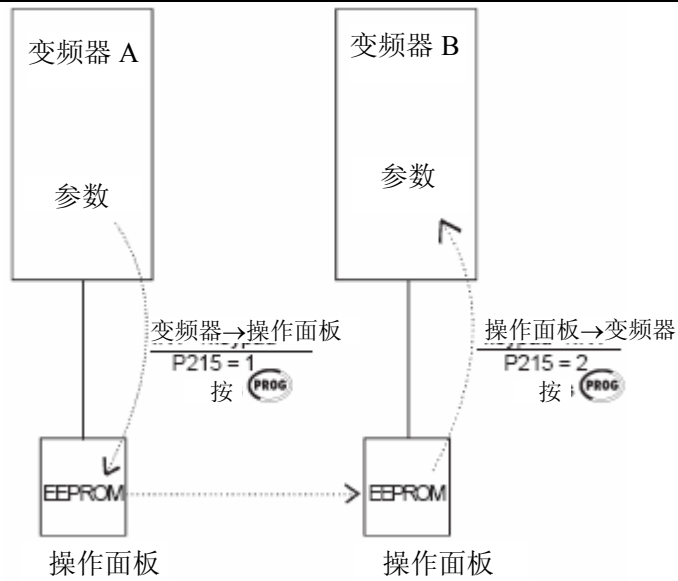 变频器 A
变频器 B
参数
参数
变频器→操作面板
P215 = 1
按 PROG
操作面板→变频器
P215 = 2
按 PROG
EEPROM
EEPROM
操作面板
操作面板